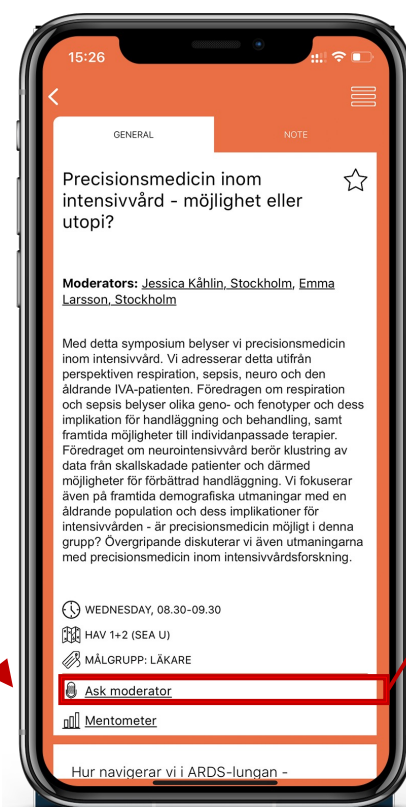 15:26
GENERAL
NOTE
Precisionsmedicin inom
intensivvård - möjlighet eller
utopi?
Moderators: Jessica Kåhlin, Stockholm, Emma
Larsson, Stockholm
Med detta symposium belyser vi precisionsmedicin
inom intensivvård. Vi adresserar detta utifrån
perspektiven respiration, sepsis, neuro och den
åldrande IVA-patienten. Föredragen om respiration
och sepsis belyser olika geno- och fenotyper och dess
implikation för handläggning och behandling, samt
framtida möjligheter till individanpassade terapier.
Föredraget om neurointensivvård berör klustring av
data från skallskadade patienter och därmed
möjligheter för förbättrad handläggning. Vi fokuserar
även på framtida demografiska utmaningar med en
åldrande population och dess implikationer för
intensivvården - är precisionsmedicin möjligt i denna
grupp? Övergripande diskuterar vi även utmaningarna
med precisionsmedicin inom intensivvårdsforskning.
WEDNESDAY, 08.30-09.30
HAV 1+2 (SEA U)
MÅLGRUPP: LÄKARE
Ask moderator
Mentometer
Hur navigerar vi i ARDS-lungan -